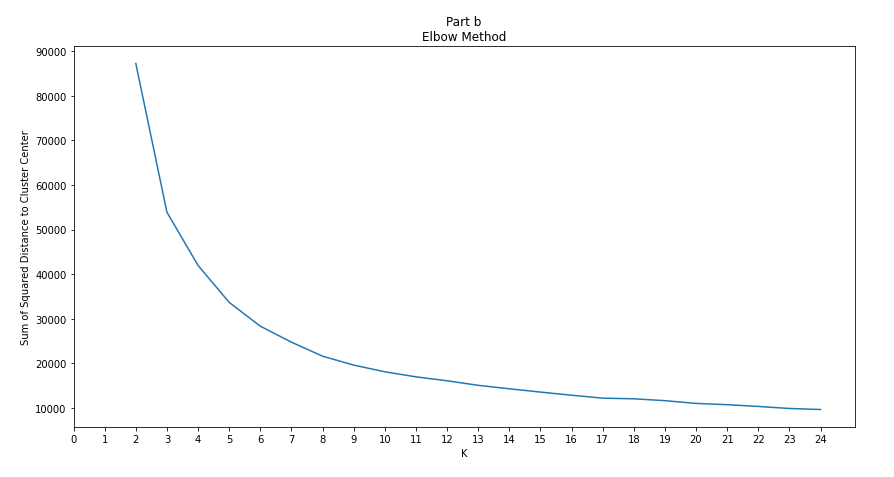 Part b
Elbow Method
90000
80000
70000
60000
50000
40000
30000
20000
10000
Sum of Squared Distance to Cluster Center
0 1 2 3 4 5 6 7 8 9 10 11 12 13 14 15 16 17 18 19 20 21 22 23 24
K